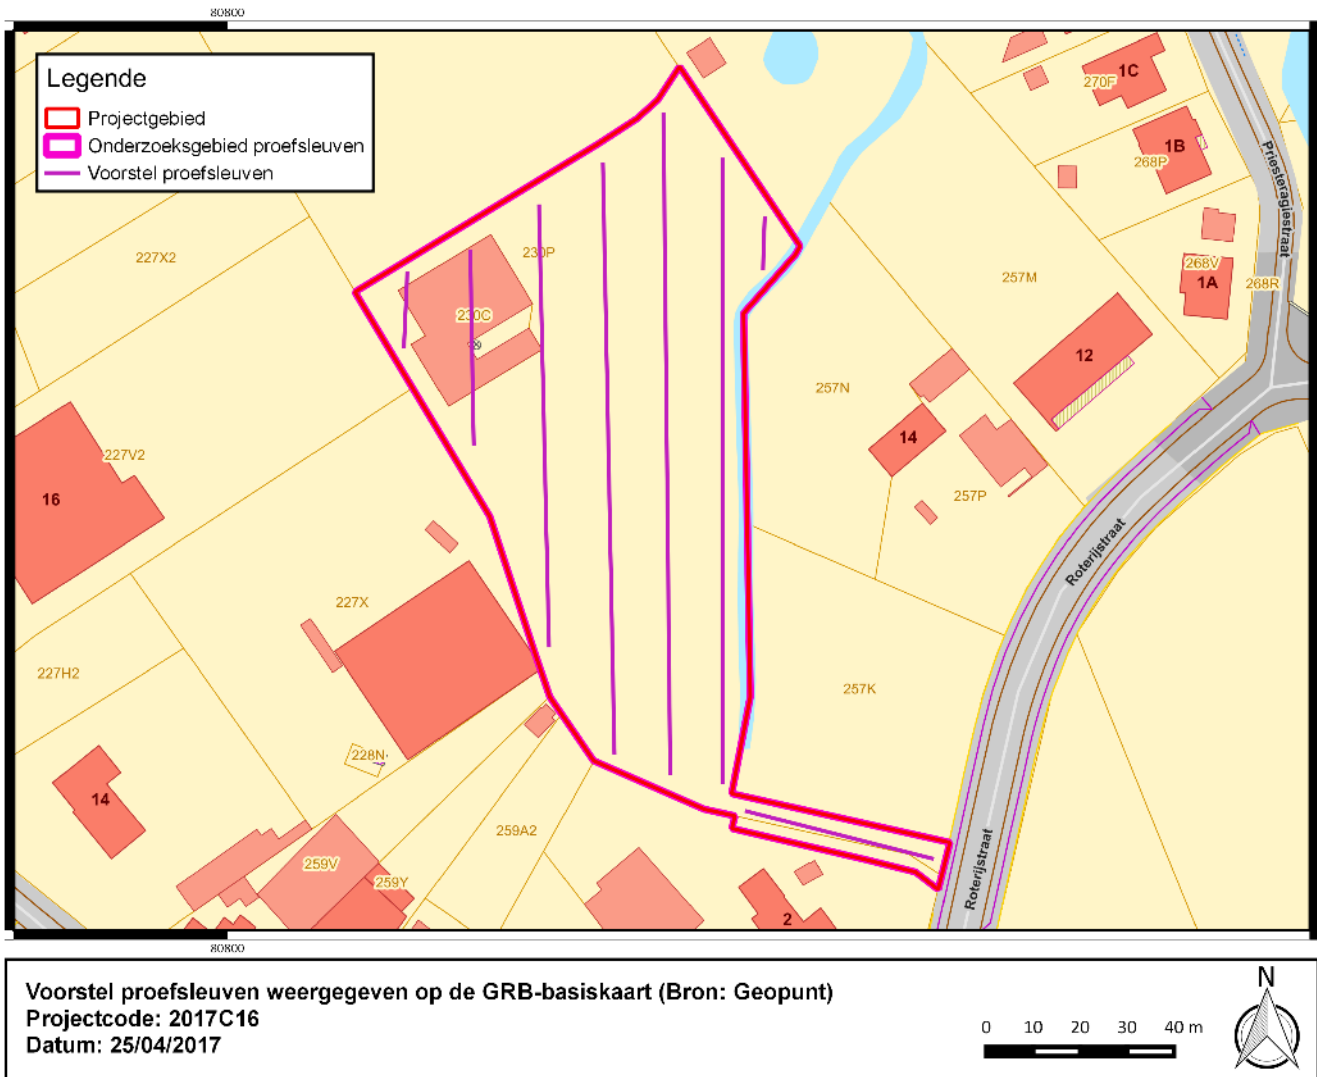 80800
Legende
Projectgebied
Onderzoeksgebied proefsleuven
Voorstel proefsleuven
1C
270F
1B
268P
Priesteragiestraat
227X2
230P
257M
268V
1A
268R
230C
12
257N
14
227V2
16
257P
Roterijstraat
227X
227H2
257K
228N
14
259A2
259V
259Y
Roterijstraat
2
80800
Voorstel proefsleuven weergegeven op de GRB-basiskaart (Bron: Geopunt)
Projectcode: 2017C16
Datum: 25/04/2017
0 10 20 30 40 m
N